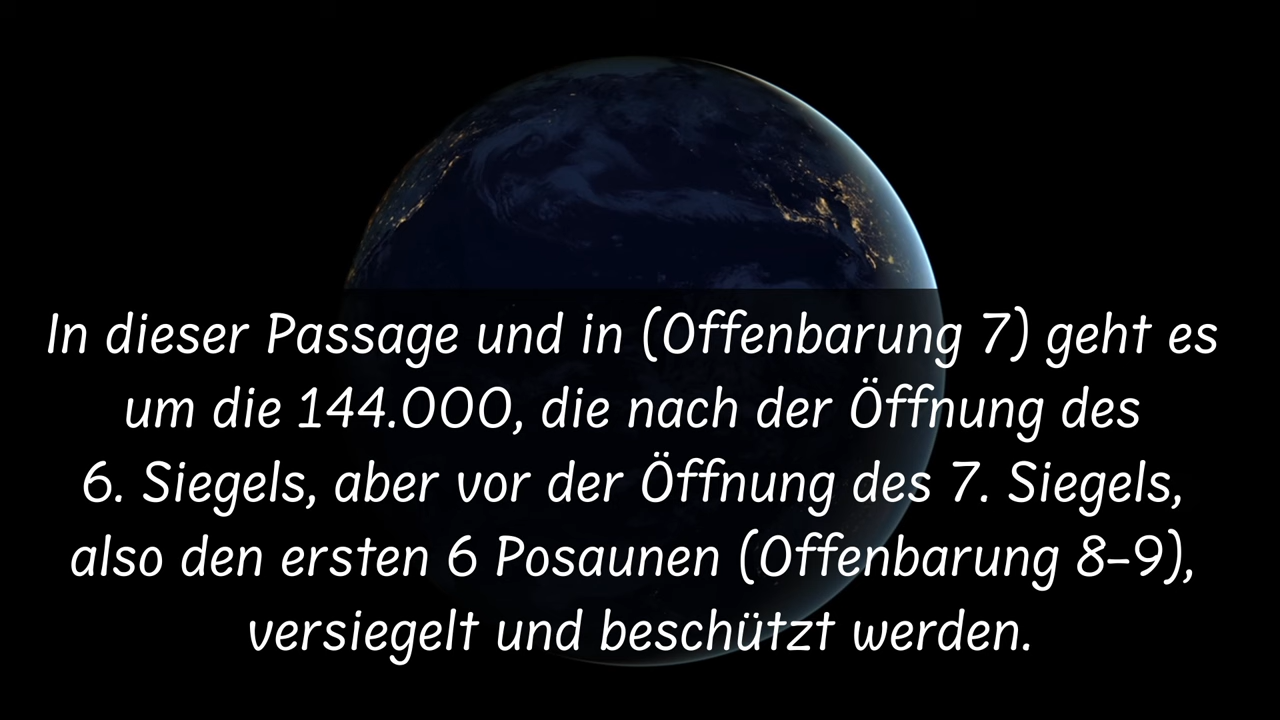 In dieser Passage und in (Offenbarung 7) geht es
um die 144.000, die nach der Öffnung des
6. Siegels, aber vor der Öffnung des 7. Siegels,
also den ersten 6 Posaunen (Offenbarung 8–9),
versiegelt und beschützt werden.